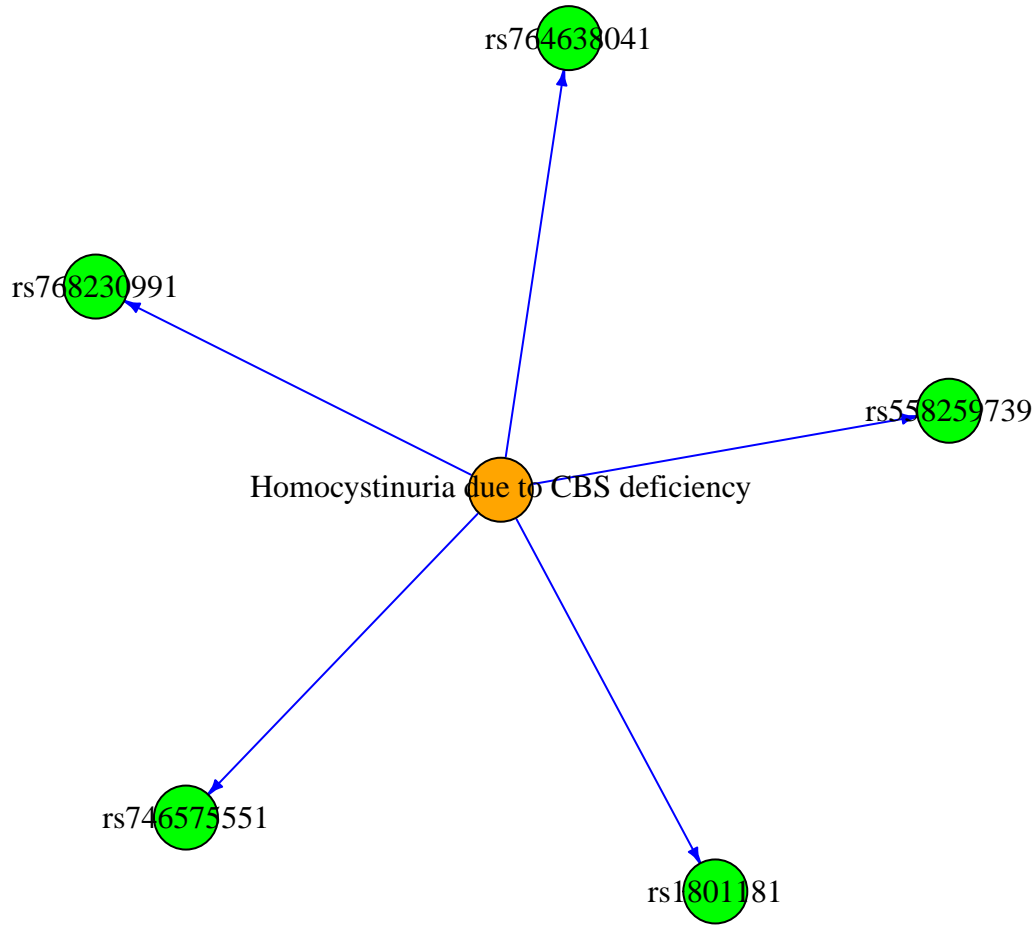 rs764638041
rs768230991
rs558259739
Homocystinuria due to CBS deficiency
rs746575551
rs1801181